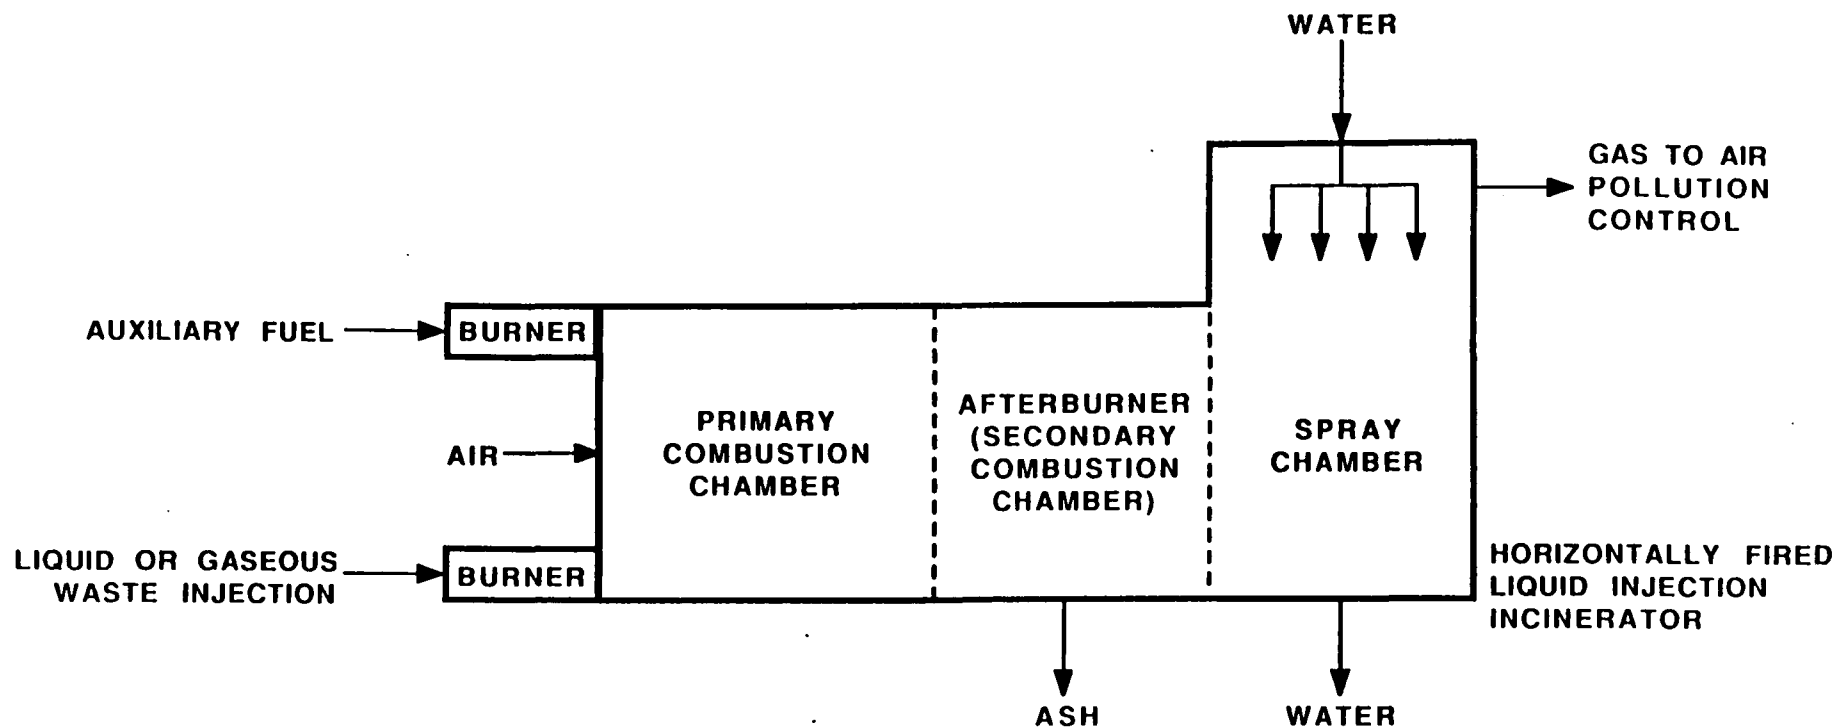 WATER
GAS TO AIR
POLLUTION
CONTROL
AUXILIARY FUEL
BURNER
PRIMARY
COMBUSTION
CHAMBER
AFTERBURNER
(SECONDARY
COMBUSTION
CHAMBER)
SPRAY
CHAMBER
AIR
LIQUID OR GASEOUS
WASTE INJECTION
BURNER
HORIZONTALLY FIRED
LIQUID INJECTION
INCINERATOR
ASH
WATER